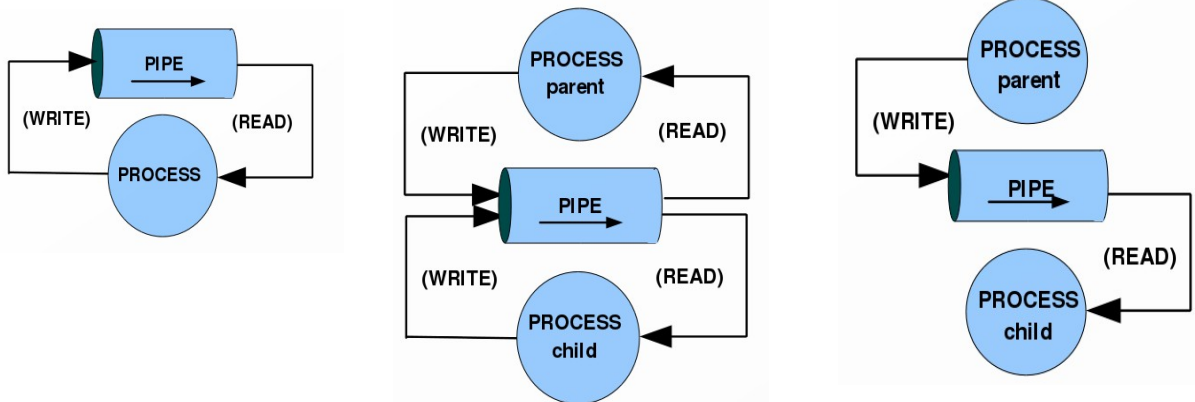 PIPE
(WRITE)
(READ)
PROCESS
PROCESS
parent
(WRITE)
(READ)
PIPE
(WRITE)
(READ)
PROCESS
child
PROCESS
parent
(WRITE)
PIPE
(READ)
PROCESS
child